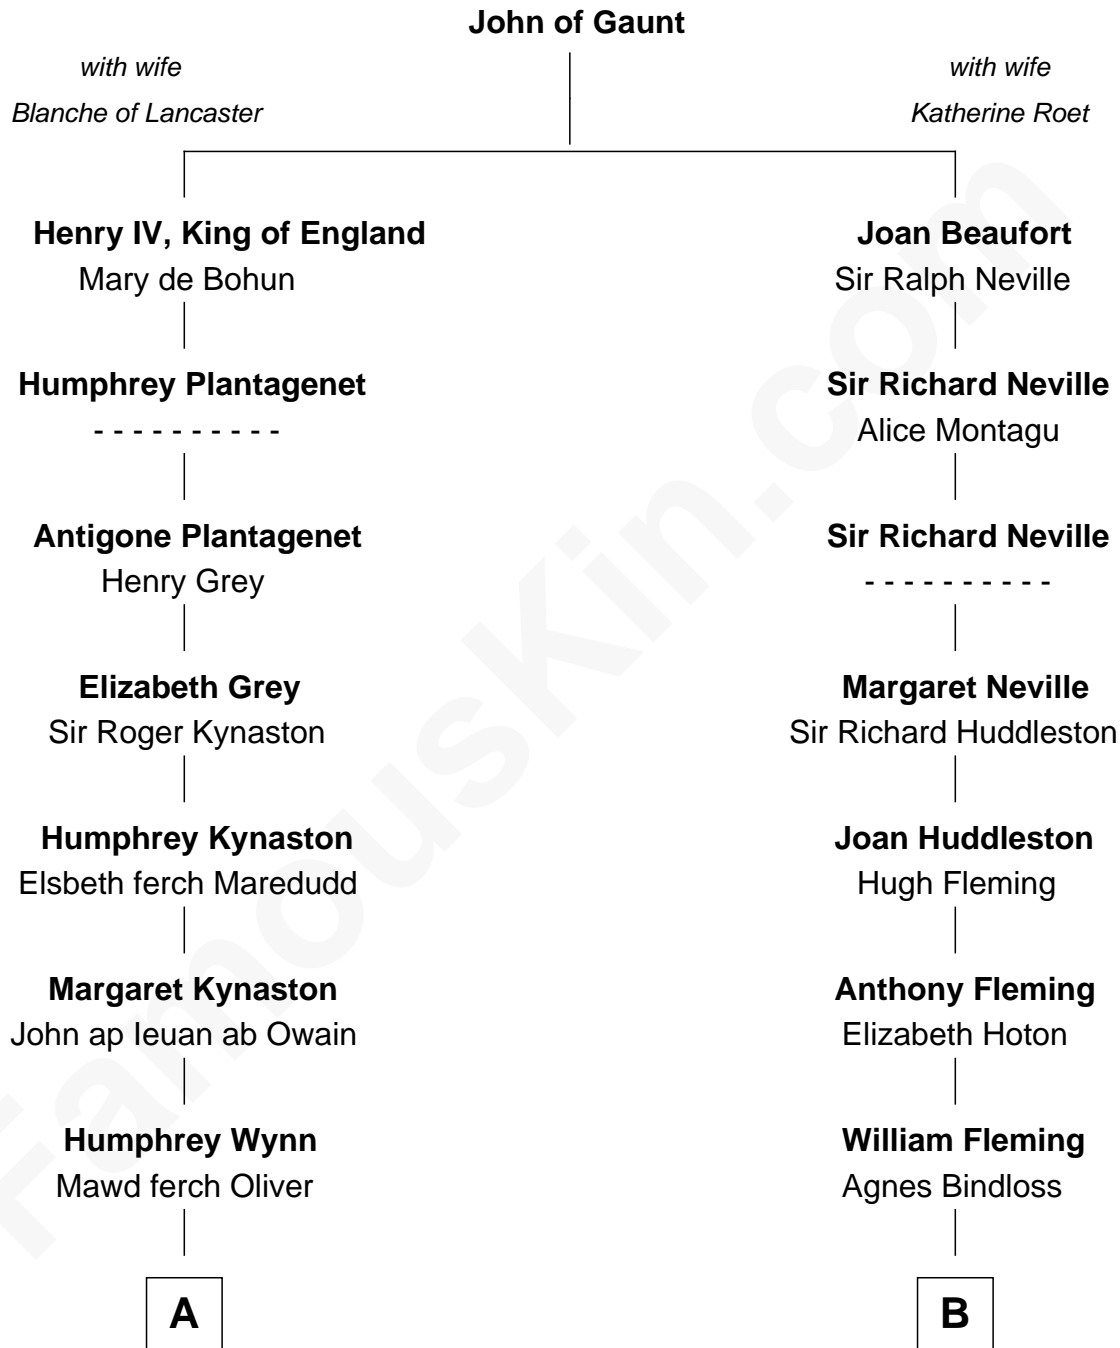 John of Gaunt
with wife
Blanche of Lancaster
with wife
Katherine Roet
Henry IV, King of England
Mary de Bohun
Joan Beaufort
Sir Ralph Neville
Humphrey Plantagenet
- - - - - - - - - -
Sir Richard Neville
Alice Montagu
Antigone Plantagenet
Henry Grey
Sir Richard Neville
- - - - - - - - - -
Elizabeth Grey
Sir Roger Kynaston
Margaret Neville
Sir Richard Huddleston
Humphrey Kynaston
Elsbeth ferch Maredudd
Joan Huddleston
Hugh Fleming
Margaret Kynaston
John ap Ieuan ab Owain
Anthony Fleming
Elizabeth Hoton
Humphrey Wynn
Mawd ferch Oliver
William Fleming
Agnes Bindloss
A
B
FamousKin.com